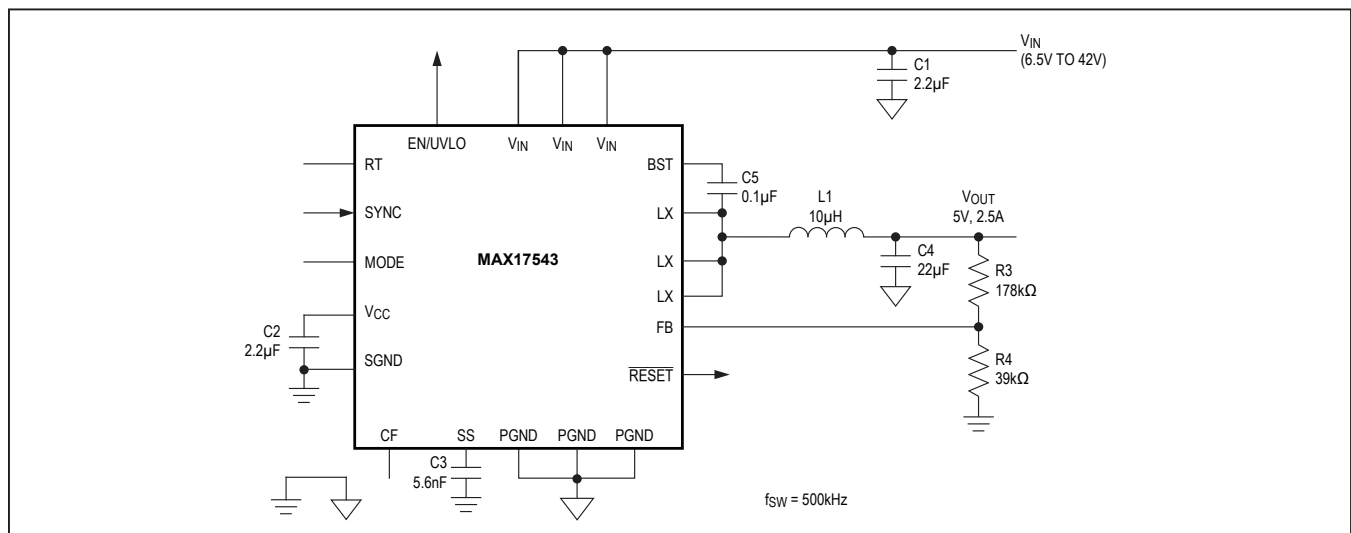 VIN
(6.5V TO 42V)
C1
2.2µF
EN/UVLO
VIN
VIN
VIN
RT
BST
C5
0.1µF
SYNC
LX
L1
10µH
VOUT
5V, 2.5A
MODE
MAX17543
LX
C4
22µF
R3
178kΩ
LX
VCC
FB
C2
2.2µF
SGND
RESET
R4
39kΩ
CF
SS
PGND
PGND
PGND
C3
5.6nF
fSW = 500kHz